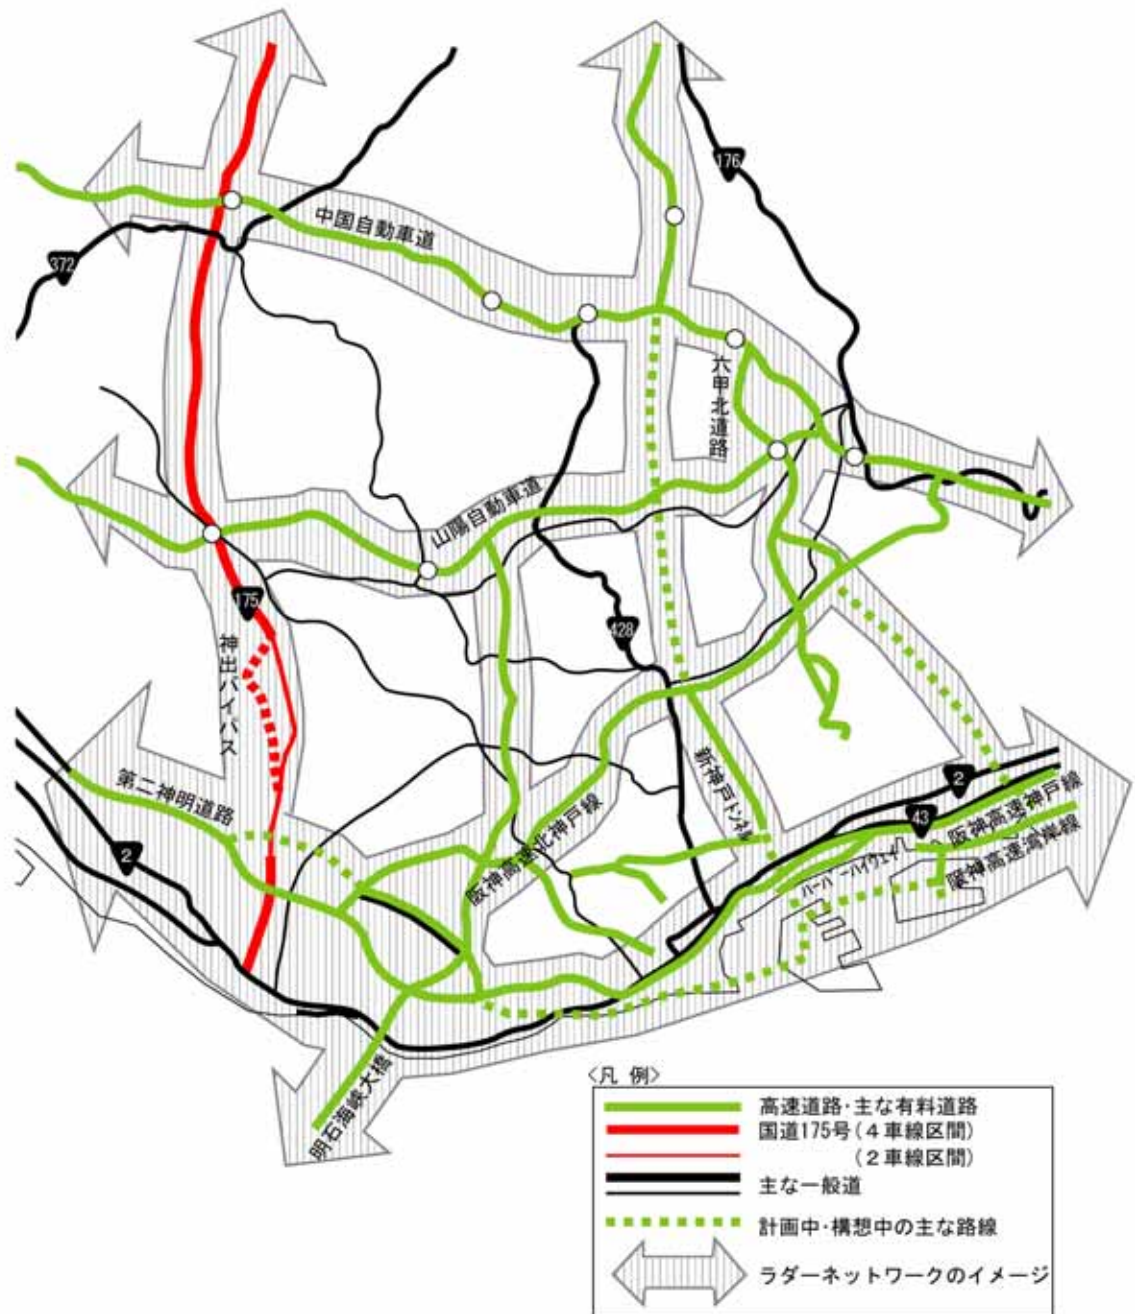 176
中国自動車道
372
六甲北道路
山陽自動車道
175
428
神出バイパス
新神戸トンネル
第二神明道路
2
2
43
阪神高速神戸線
阪神高速北神戸線
ハーバーハイウェイ
阪神高速湾岸線
明石海峡大橋
<凡 例>
高速道路・主な有料道路
国道175号(４車線区間)
(２車線区間)
主な一般道
計画中・構想中の主な路線
ラダーネットワークのイメージ